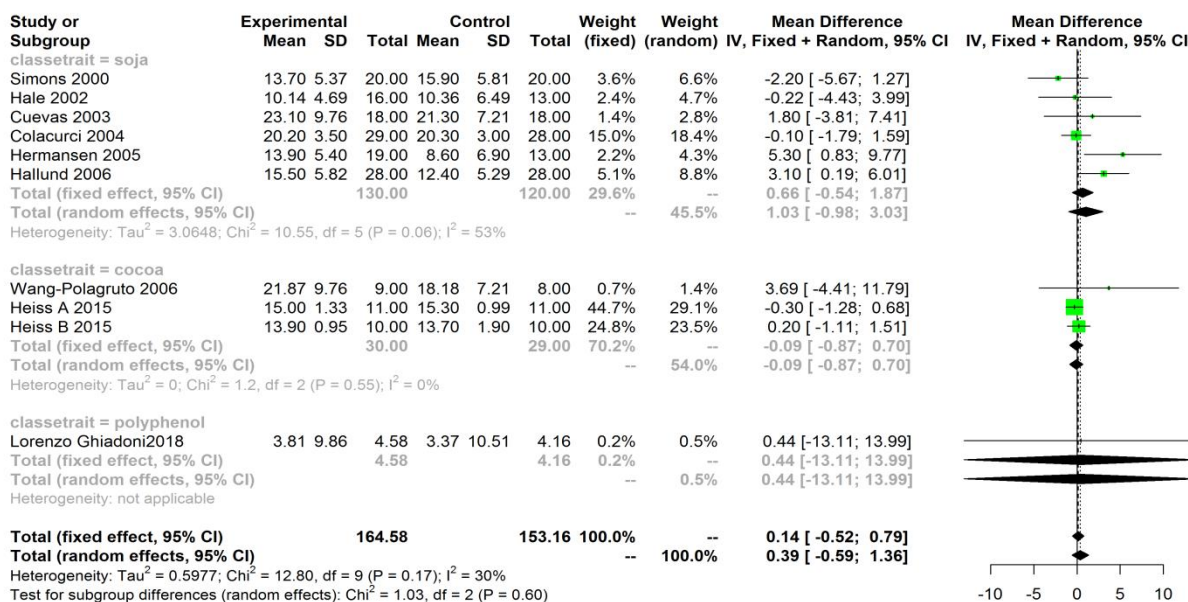 Study or Experimental Control Weight Weight Mean Difference Mean Difference
Subgroup Mean SD Total Mean SD Total (fixed) (random) IV, Fixed + Random, 95% CI IV, Fixed + Random, 95% CI
classetrait = soja
Simons 2000 13.70 5.37 20.00 15.90 5.81 20.00 3.6% 6.6% -2.20 [ -5.67; 1.27]
Hale 2002 10.14 4.69 16.00 10.36 6.49 13.00 2.4% 4.7% -0.22 [ -4.43; 3.99]
Cuevas 2003 23.10 9.76 18.00 21.30 7.21 18.00 1.4% 2.8% 1.80 [ -3.81; 7.41]
Colacurci 2004 20.20 3.50 29.00 20.30 3.00 28.00 15.0% 18.4% -0.10 [ -1.79; 1.59]
Hermansen 2005 13.90 5.40 19.00 8.60 6.90 13.00 2.2% 4.3% 5.30 [ 0.83; 9.77]
Hallund 2006 15.50 5.82 28.00 12.40 5.29 28.00 5.1% 8.8% 3.10 [ 0.19; 6.01]
Total (fixed effect, 95% CI) 130.00 120.00 29.6% -- 0.66 [ -0.54; 1.87]
Total (random effects, 95% CI) -- 45.5% 1.03 [ -0.98; 3.03]
Heterogeneity: Tau² = 3.0648; Chi² = 10.55, df = 5 (P = 0.06); I² = 53%
classetrait = cocoa
Wang-Polagruto 2006 21.87 9.76 9.00 18.18 7.21 8.00 0.7% 1.4% 3.69 [ -4.41; 11.79]
Heiss A 2015 15.00 1.33 11.00 15.30 0.99 11.00 44.7% 29.1% -0.30 [ -1.28; 0.68]
Heiss B 2015 13.90 0.95 10.00 13.70 1.90 10.00 24.8% 23.5% 0.20 [ -1.11; 1.51]
Total (fixed effect, 95% CI) 30.00 29.00 70.2% -- -0.09 [ -0.87; 0.70]
Total (random effects, 95% CI) -- 54.0% -0.09 [ -0.87; 0.70]
Heterogeneity: Tau² = 0; Chi² = 1.2, df = 2 (P = 0.55); I² = 0%
classetrait = polyphenol
Lorenzo Ghiadoni2018 3.81 9.86 4.58 3.37 10.51 4.16 0.2% 0.5% 0.44 [-13.11; 13.99]
Total (fixed effect, 95% CI) 4.58 4.16 0.2% -- 0.44 [-13.11; 13.99]
Total (random effects, 95% CI) -- 0.5% 0.44 [-13.11; 13.99]
Heterogeneity: not applicable
Total (fixed effect, 95% CI) 164.58 153.16 100.0% -- 0.14 [ -0.52; 0.79]
Total (random effects, 95% CI) -- 100.0% 0.39 [ -0.59; 1.36]
Heterogeneity: Tau² = 0.5977; Chi² = 12.80, df = 9 (P = 0.17); I² = 30%
Test for subgroup differences (random effects): Chi² = 1.03, df = 2 (P = 0.60)
-10 -5 0 5 10